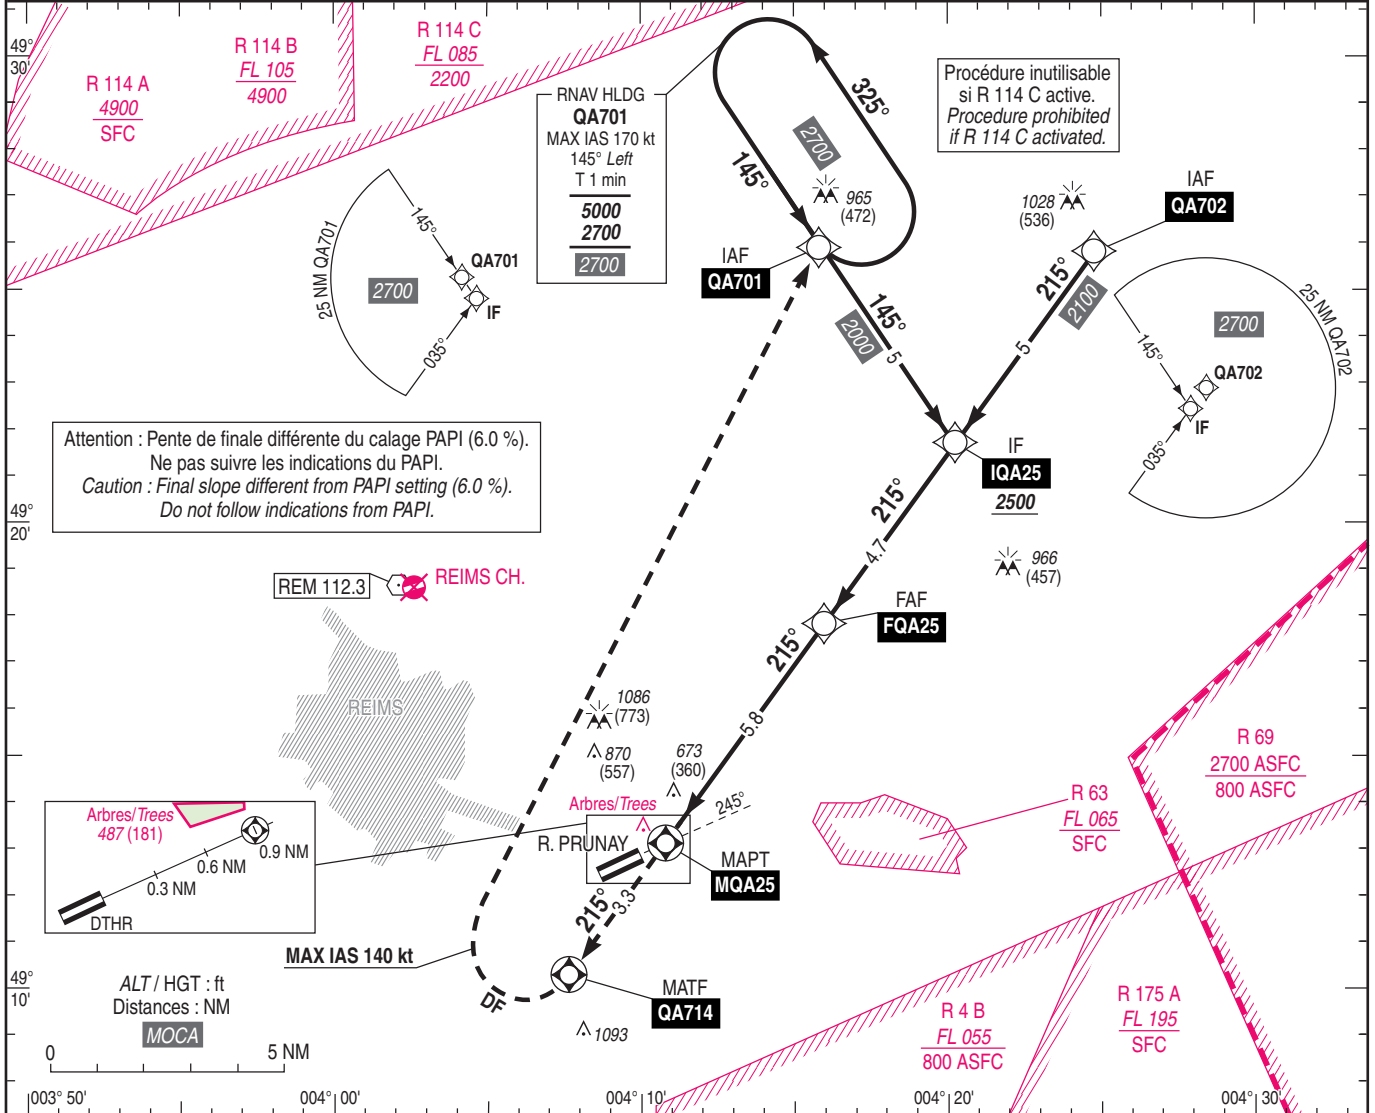 49°
30'
R 114 A
4900
SFC
R 114 B
FL 105
4900
R 114 C
FL 085
2200
RNAV HLDG
QA701
MAX IAS 170 kt
145° Left
T 1 min
5000
2700
2700
325°
2700
145°
965
(472)
Procédure inutilisable
si R 114 C active.
Procedure prohibited
if R 114 C activated.
1028
(536)
IAF
QA702
IAF
QA701
25 NM QA701
145°
QA701
2700
IF
035°
145°
2000
5
215°
2100
5
25 NM QA702
2700
145°
QA702
IF
035°
Attention : Pente de finale différente du calage PAPI (6.0 %).
Ne pas suivre les indications du PAPI.
Caution : Final slope different from PAPI setting (6.0 %).
Do not follow indications from PAPI.
IF
IQA25
2500
49°
20'
215°
4.7
966
(457)
REM 112.3
REIMS CH.
FAF
FQA25
215°
5.8
REIMS
1086
(773)
870
(557)
673
(360)
R 69
2700 ASFC
800 ASFC
R 63
FL 065
SFC
Arbres/Trees
487 (181)
0.9 NM
0.6 NM
0.3 NM
DTHR
Arbres/Trees
245°
R. PRUNAY
MAPT
MQA25
215°
3.3
MAX IAS 140 kt
DF
MATF
QA714
1093
49°
10'
ALT / HGT : ft
Distances : NM
MOCA
0
5 NM
R 4 B
FL 055
800 ASFC
R 175 A
FL 195
SFC
003° 50'
004° 00'
004° 10'
004° 20'
004° 30'